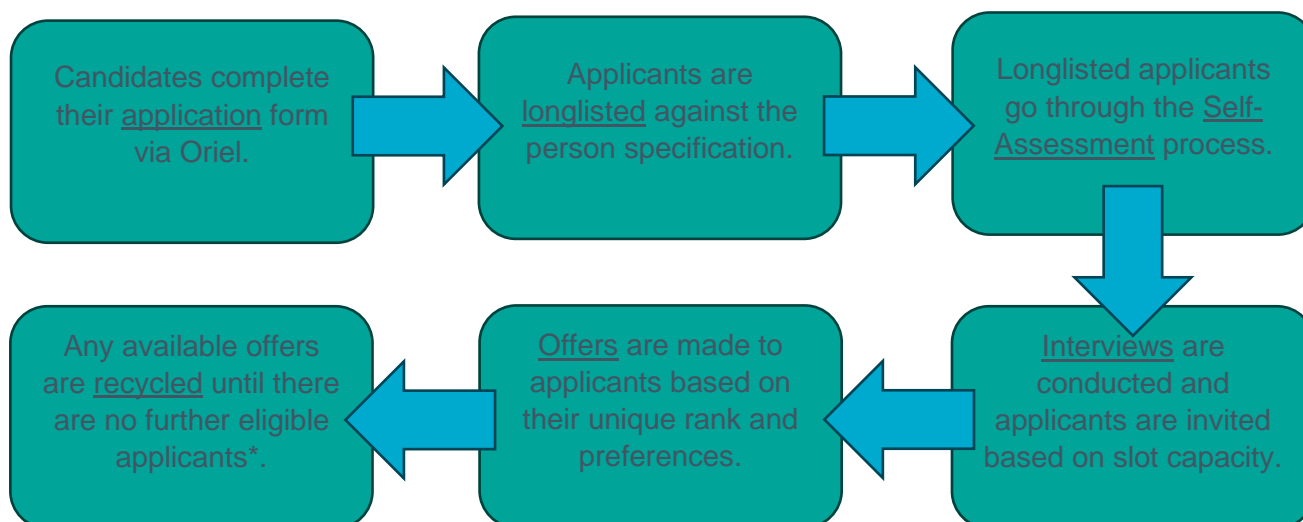 Candidates complete
their application form
via Oriel.
Applicants are
longlisted against the
person specification.
Longlisted applicants
go through the Self-
Assessment process.
Interviews are
conducted and
applicants are invited
based on slot capacity.
Offers are made to
applicants based on
their unique rank and
preferences.
Any available offers
are recycled until there
are no further eligible
applicants*.